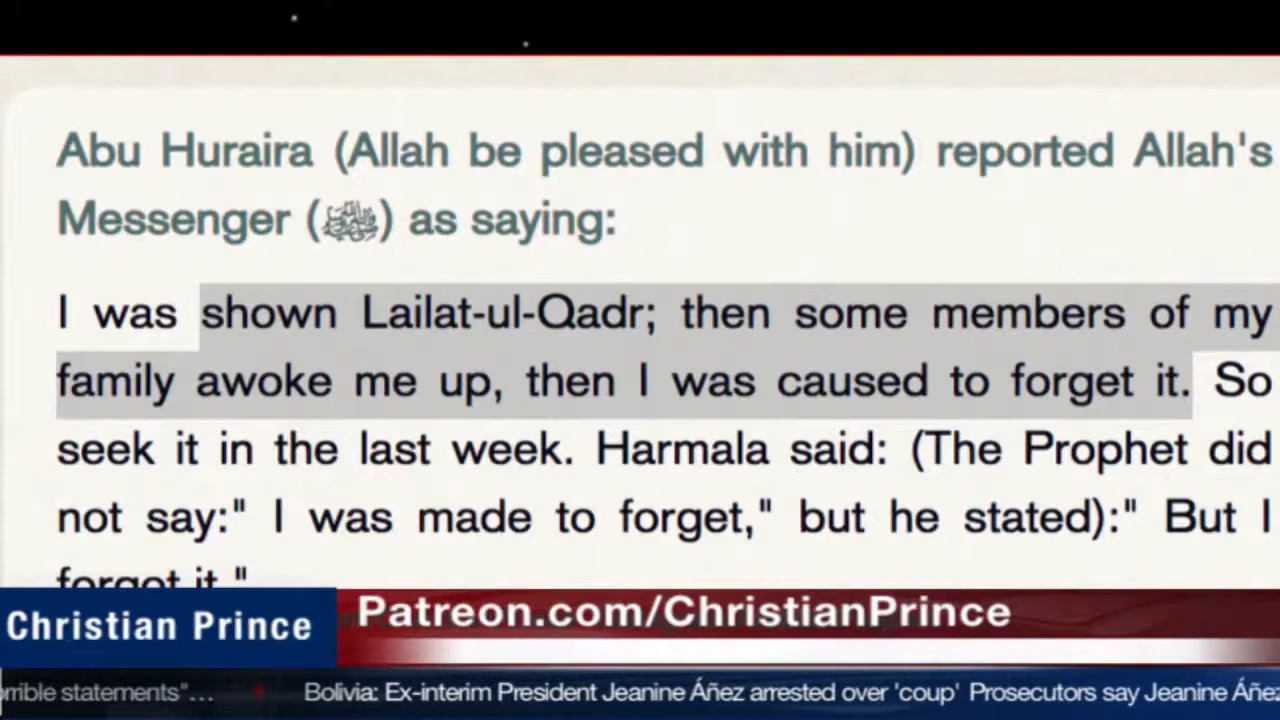 Abu Huraira (Allah be pleased with him) reported Allah's
Messenger (ﷺ) as saying:
I was shown Lailat-ul-Qadr; then some members of my
family awoke me up, then I was caused to forget it. So
seek it in the last week. Harmala said: (The Prophet did
not say:" I was made to forget," but he stated):" But I
forgot it."
Christian Prince
Patreon.com/ChristianPrince
rrible statements"... Bolivia: Ex-interim President Jeanine Áñez arrested over 'coup' Prosecutors say Jeanine Áñez